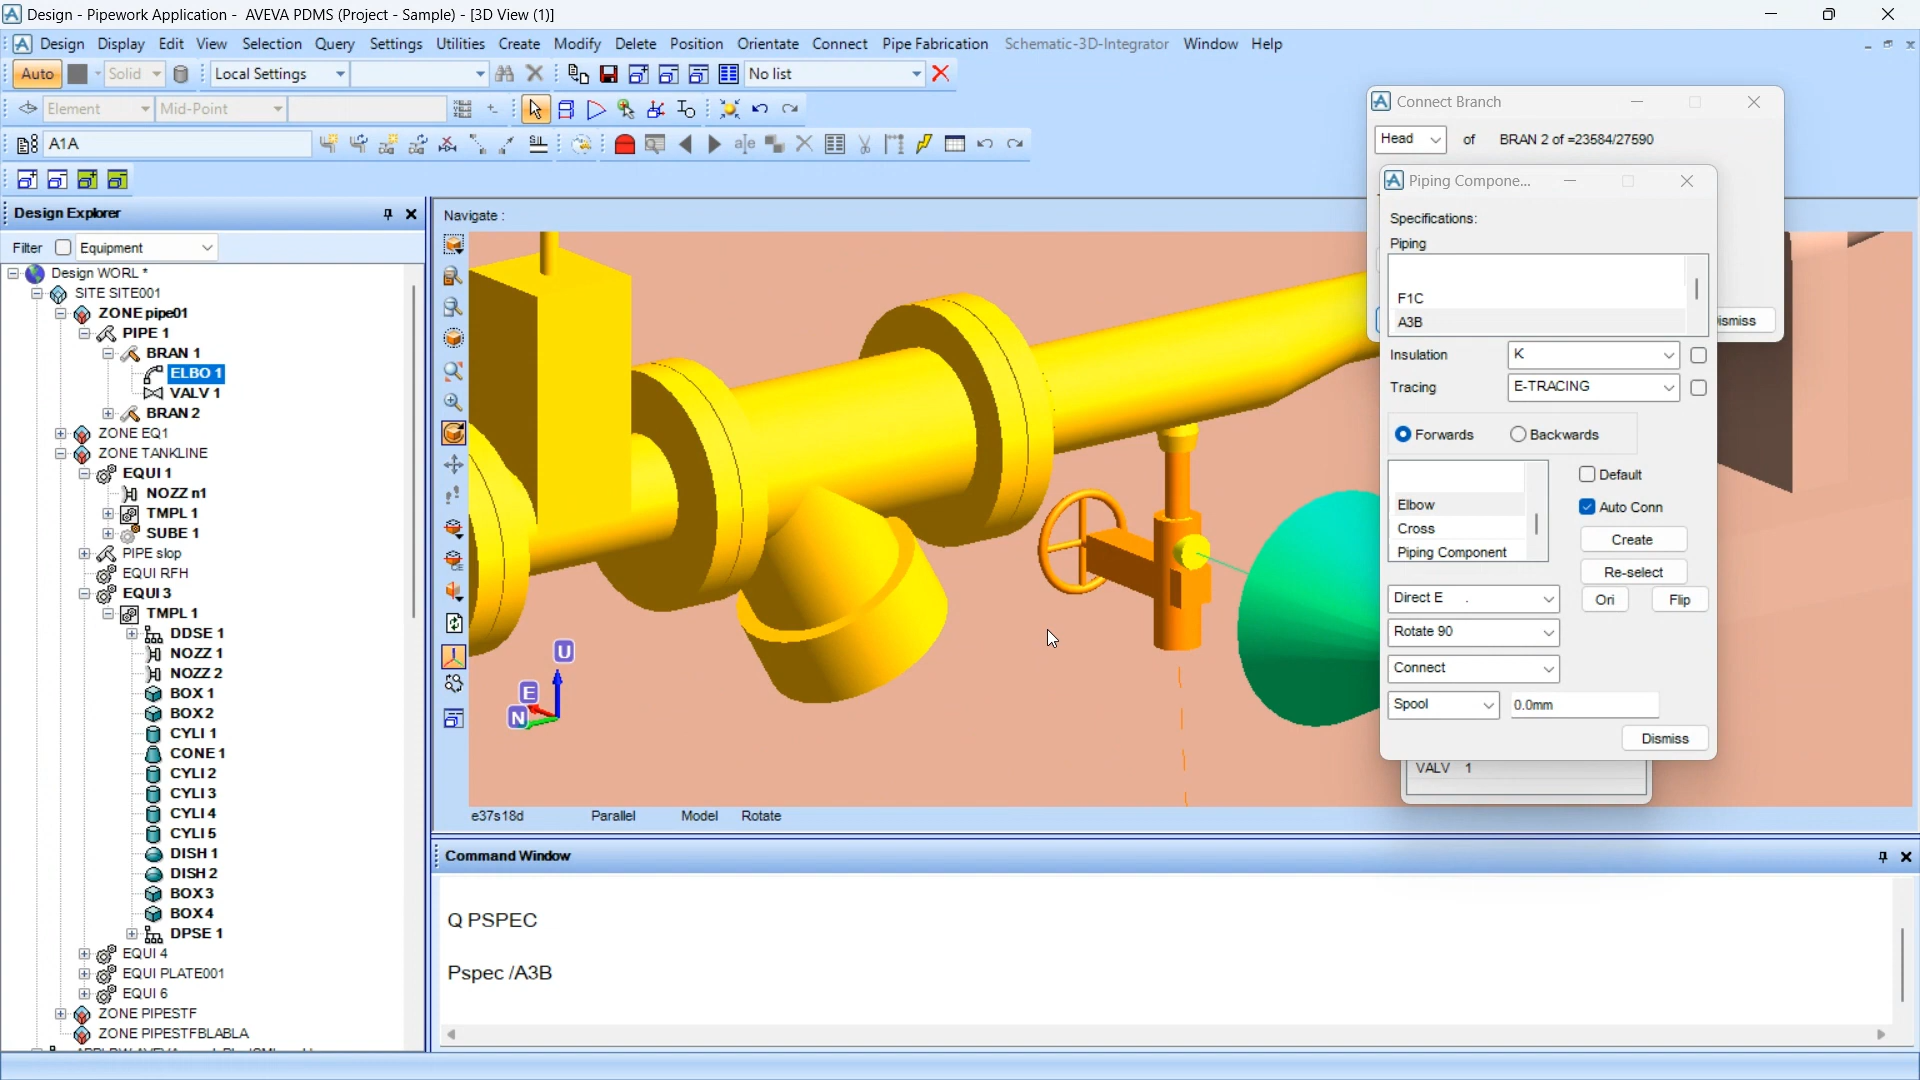 Design - Pipework Application -  AVEVA PDMS (Project - Sample) - [3D View (1)]
Design Display Edit View Selection Query Settings Utilities Create Modify Delete Position Orientate Connect Pipe Fabrication Schematic-3D-Integrator Window Help
Auto Solid Local Settings No list
Element Mid-Point
A1A
Design Explorer
Filter Equipment
Design WORL *
SITE SITE001
ZONE pipe01
PIPE 1
BRAN 1
ELBO 1
VALV 1
BRAN 2
ZONE EQ1
ZONE TANKLINE
EQUI 1
NOZZ n1
TMPL 1
SUBE 1
PIPE slop
EQUI RFH
EQUI 3
TMPL 1
DDSE 1
NOZZ 1
NOZZ 2
BOX 1
BOX 2
CYLI 1
CONE 1
CYLI 2
CYLI 3
CYLI 4
CYLI 5
DISH 1
DISH 2
BOX 3
BOX 4
DPSE 1
EQUI 4
EQUI PLATE001
EQUI 6
ZONE PIPESTF
ZONE PIPESTFBLABLA
Navigate :
U
E
N
e37s18d Parallel Model Rotate
Connect Branch
Head of BRAN 2 of =23584/27590
ismiss
Piping Compone...
Specifications:
Piping
F1C
A3B
Insulation K
Tracing E-TRACING
Forwards Backwards
Default
Elbow
Auto Conn
Cross
Create
Piping Component
Re-select
Direct E .
Ori Flip
Rotate 90
Connect
Spool 0.0mm
Dismiss
VALV 1
Command Window
Q PSPEC
Pspec /A3B